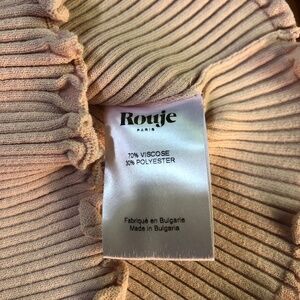 Rouje
PARIS
70% VISCOSE
30% POLYESTER
Fabriqué en Bulgarie
Made in Bulgaria